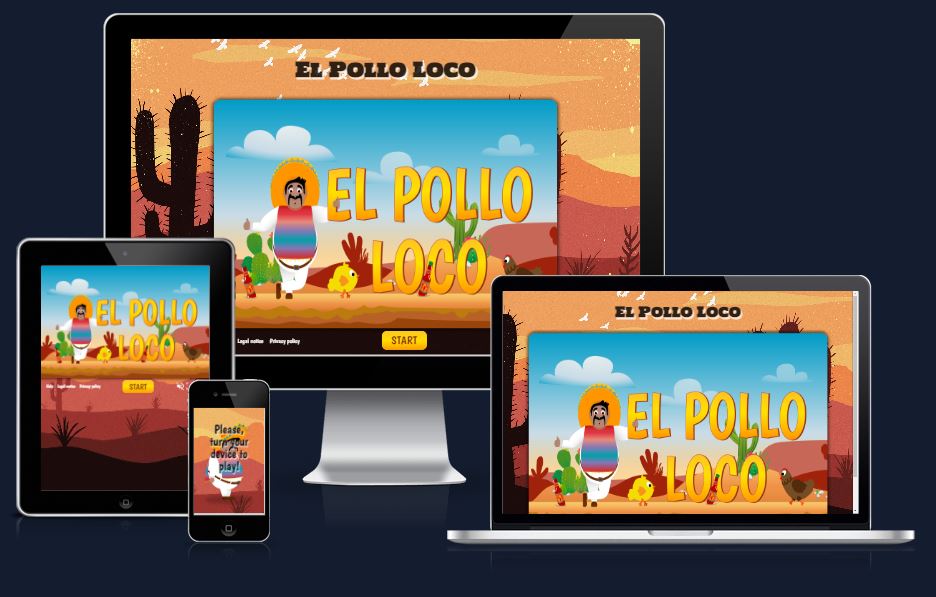 El Pollo Loco
EL POLLO
LOCO
Legal notice Privacy policy
START
EL POLLO
LOCO
Help Legal notice Privacy policy
START
Please,
turn your
device to
play!
El Pollo Loco
EL POLLO
LOCO